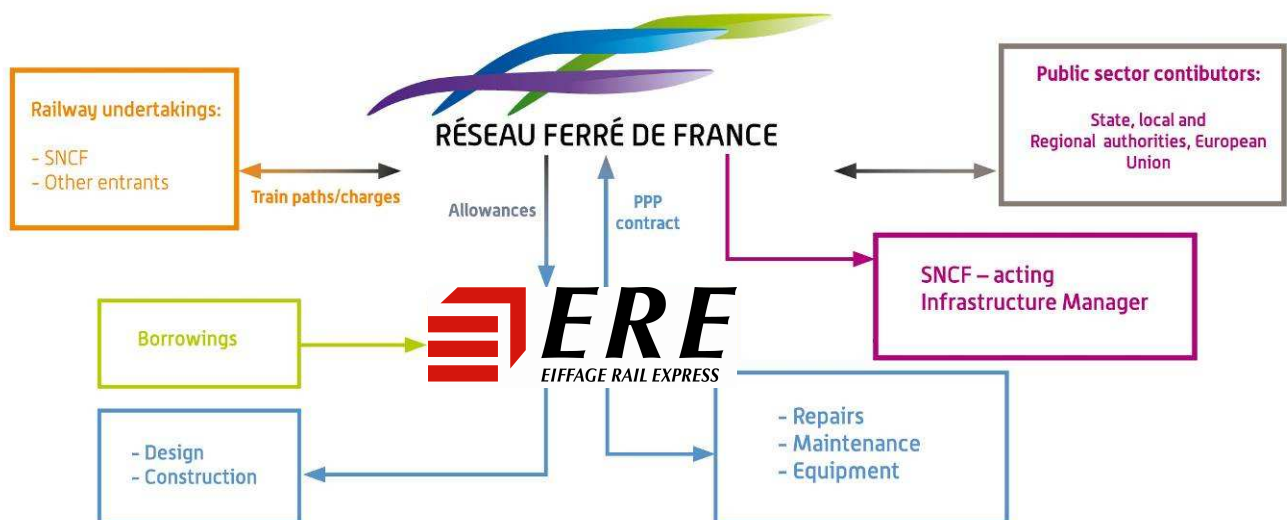 Railway undertakings:
- SNCF
- Other entrants
Train paths/charges
RÉSEAU FERRÉ DE FRANCE
Public sector contibutors:
State, local and
Regional authorities, European
Union
Allowances
PPP
contract
SNCF – acting
Infrastructure Manager
Borrowings
ERE
EIFFAGE RAIL EXPRESS
- Design
- Construction
- Repairs
- Maintenance
- Equipment